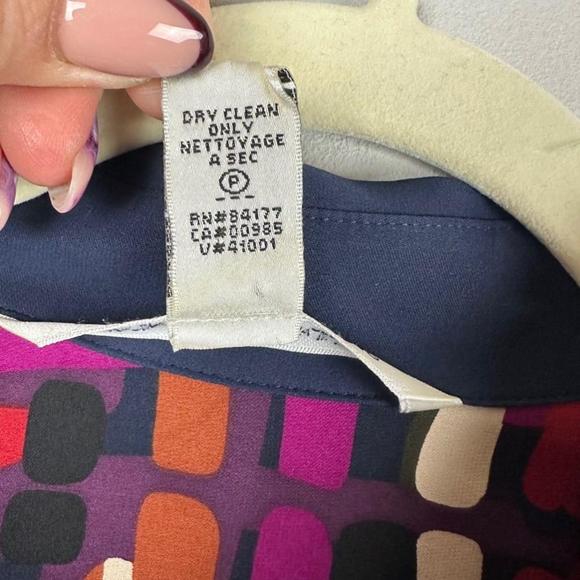 DRY CLEAN
ONLY
NETTOYAGE
A SEC
P
RN#84177
CA#00985
V#41001